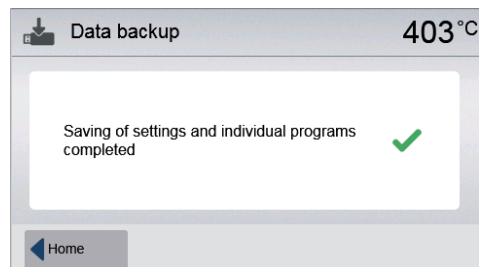 Data backup
403°C
Saving of settings and individual programs
completed
Home